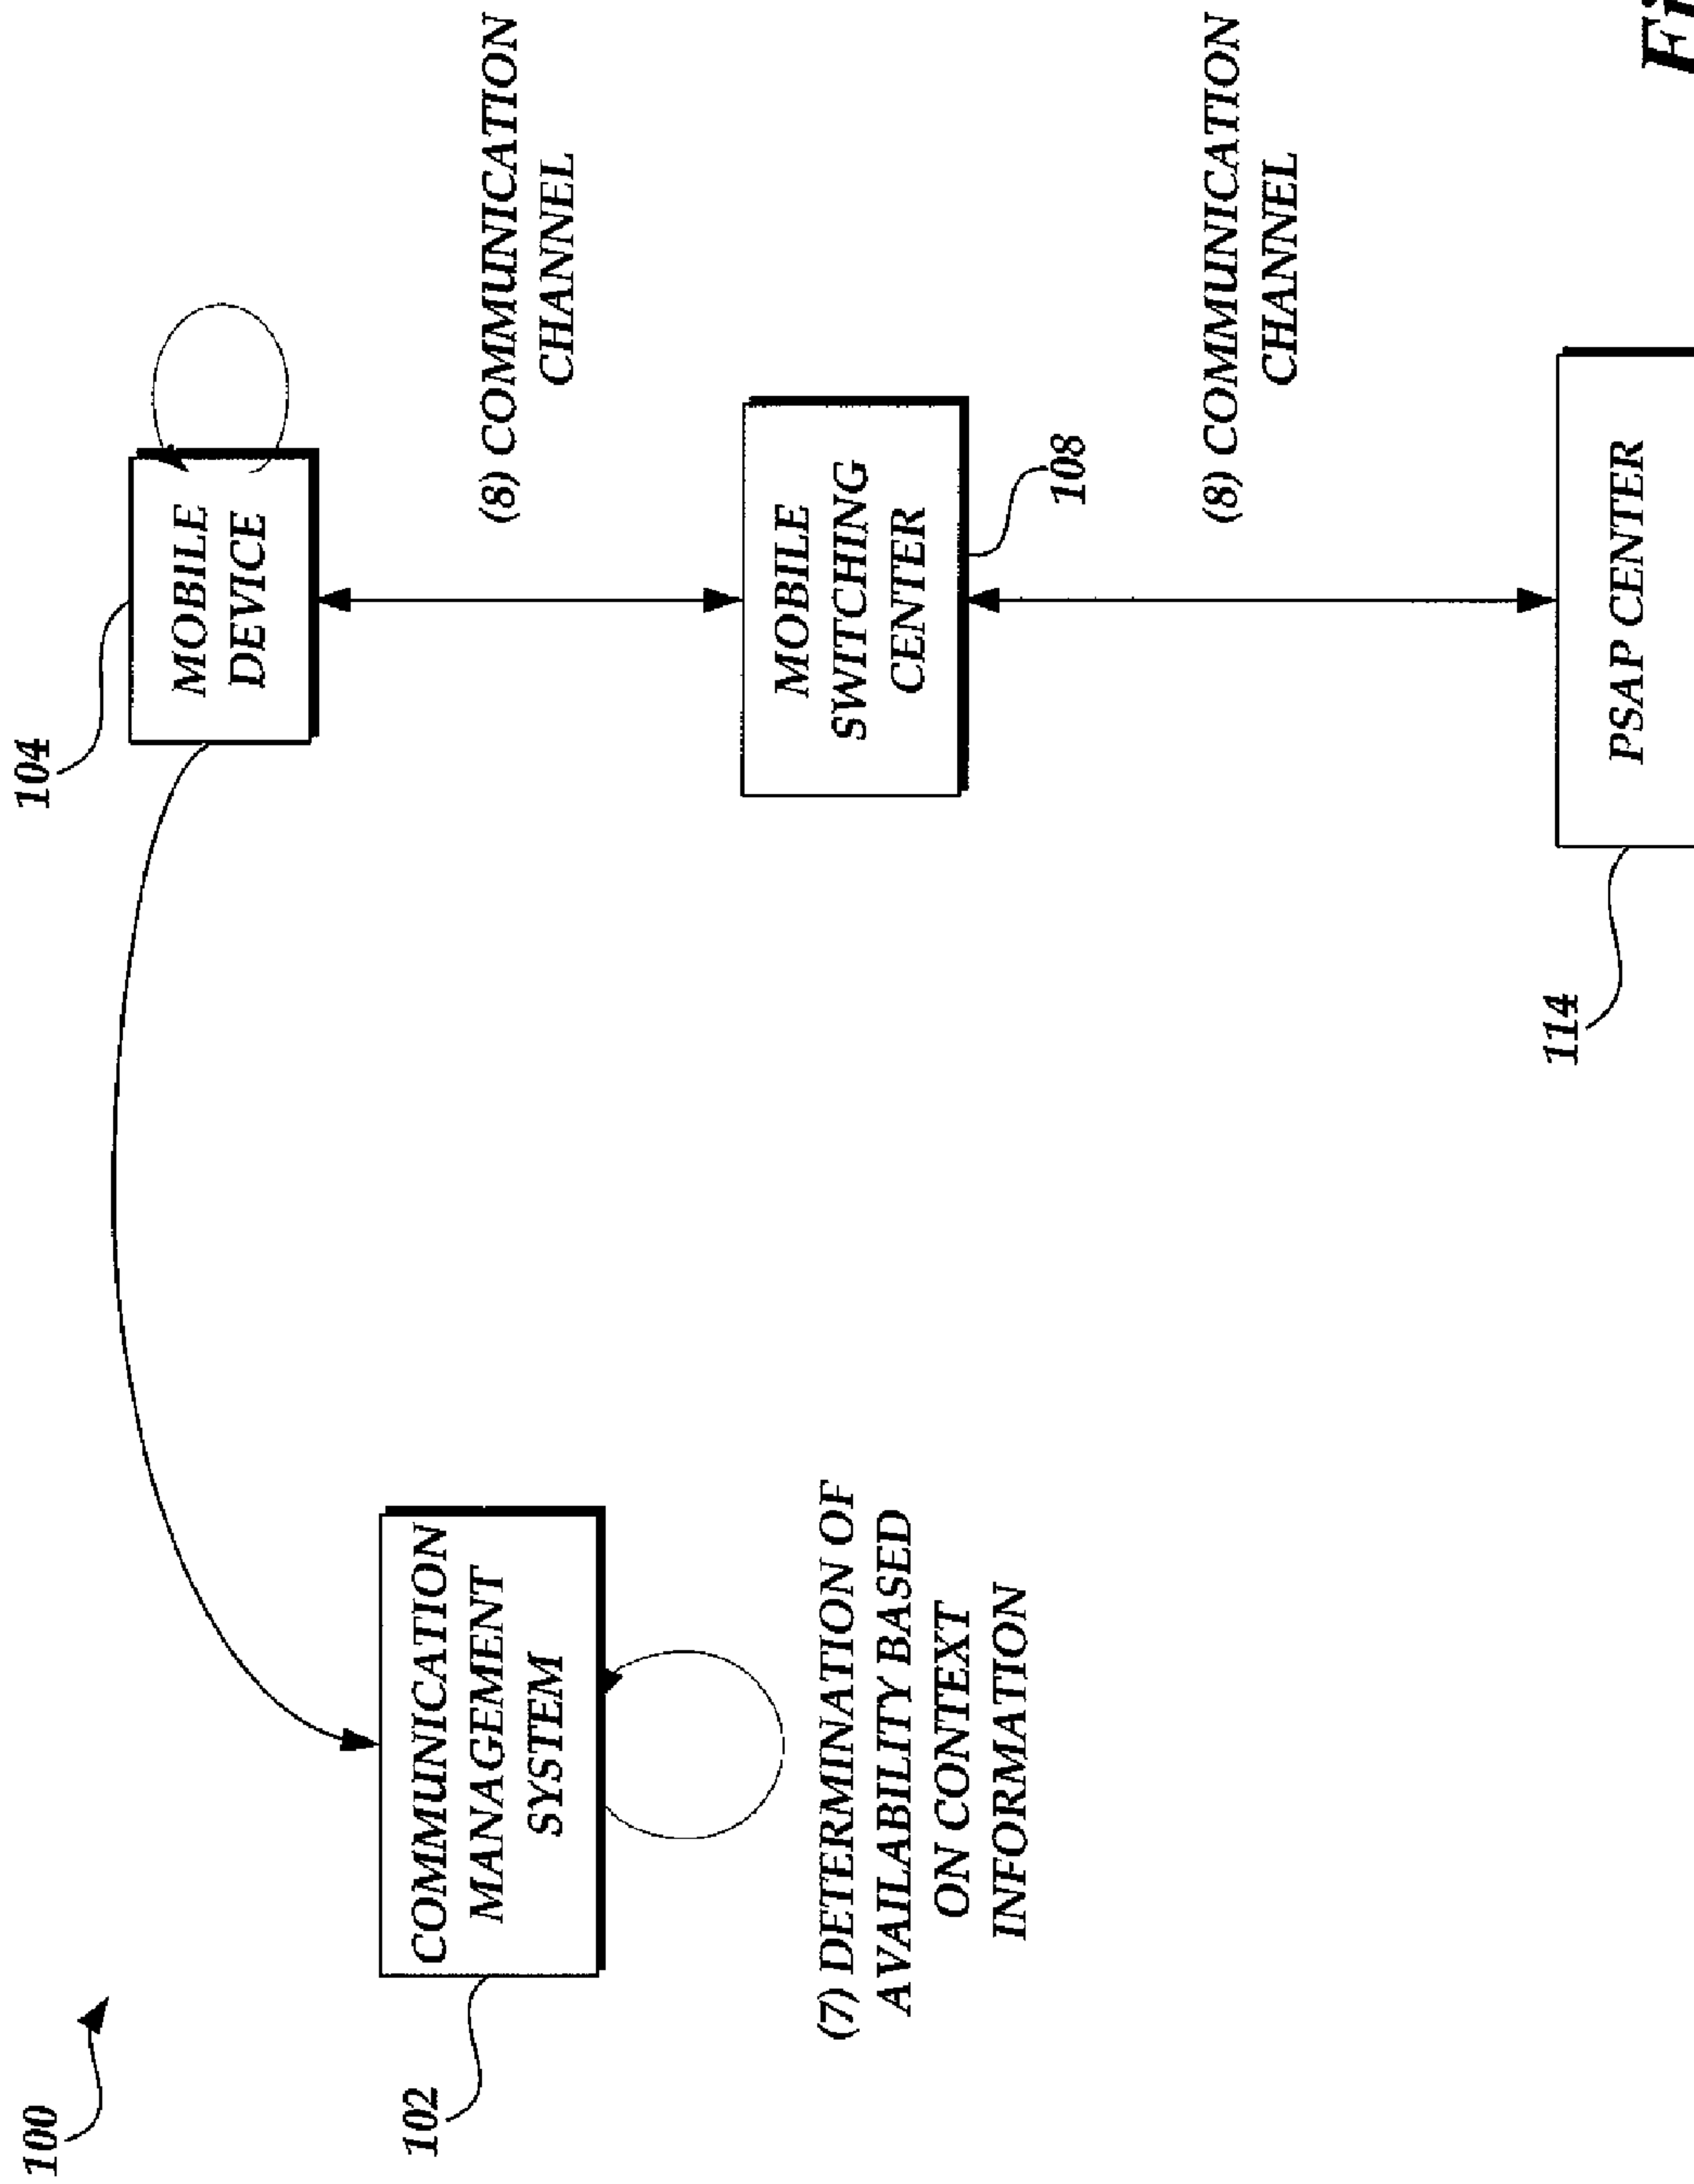 100
104
MOBILE
DEVICE
102
COMMUNICATION
MANAGEMENT
SYSTEM
(8) COMMUNICATION
CHANNEL
(7) DETERMINATION OF
AVAILABILITY BASED
ON CONTEXT
INFORMATION
MOBILE
SWITCHING
CENTER
108
(8) COMMUNICATION
CHANNEL
114
PSAP CENTER